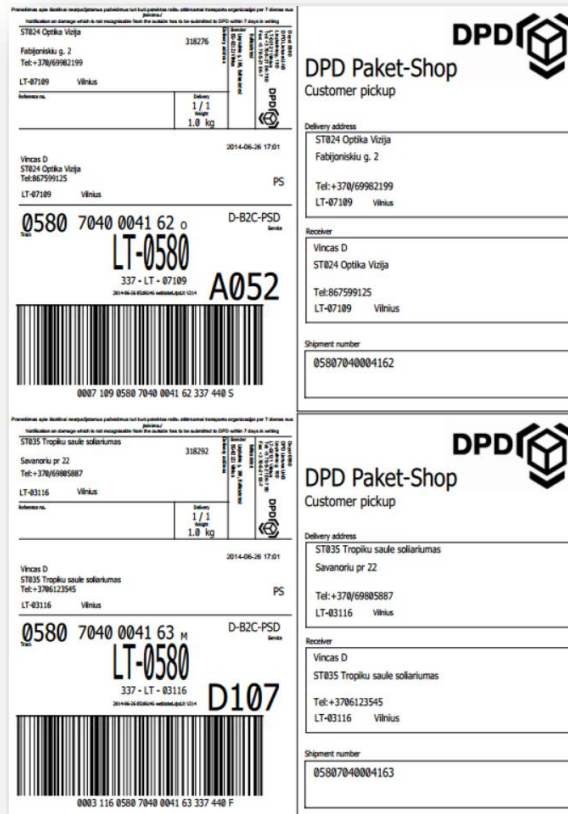 ST024 Optika Vizija
318276
Fabijoniskiu g. 2
Tel:+370/69982199
LT-07109 Vilnius
Reference no.
Delivery
1 / 1
Weight
1.0 kg
DPD
2014-06-26 17:01
Vincas D
ST024 Optika Vizija
Tel:867599125
PS
LT-07109 Vilnius
0580 7040 0041 62 O
D-B2C-PSD
Track
Service
LT-0580
337 - LT - 07109
A052
0007 109 0580 7040 0041 62 337 440 S
DPD
DPD Paket-Shop
Customer pickup
Delivery address
ST024 Optika Vizija
Fabijoniskiu g. 2
Tel:+370/69982199
LT-07109 Vilnius
Receiver
Vincas D
ST024 Optika Vizija
Tel:867599125
LT-07109 Vilnius
Shipment number
05807040004162
ST035 Tropiku saule soliariumas
318292
Savanoriu pr 22
Tel:+370/69805887
LT-03116 Vilnius
Reference no.
Delivery
1 / 1
Weight
1.0 kg
DPD
2014-06-26 17:01
Vincas D
ST035 Tropiku saule soliariumas
Tel:+3706123545
PS
LT-03116 Vilnius
0580 7040 0041 63 M
D-B2C-PSD
Track
Service
LT-0580
337 - LT - 03116
D107
0003 116 0580 7040 0041 63 337 440 F
DPD
DPD Paket-Shop
Customer pickup
Delivery address
ST035 Tropiku saule soliariumas
Savanoriu pr 22
Tel:+370/69805887
LT-03116 Vilnius
Receiver
Vincas D
ST035 Tropiku saule soliariumas
Tel:+3706123545
LT-03116 Vilnius
Shipment number
05807040004163